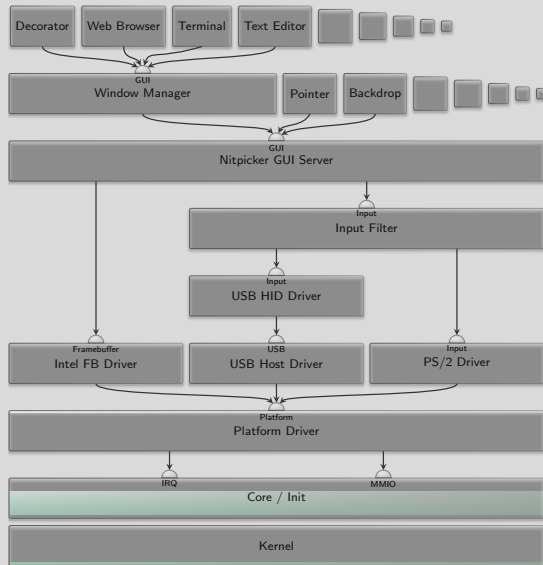 Decorator
Web Browser
Terminal
Text Editor
GUI
Window Manager
Pointer
Backdrop
GUI
Nitpicker GUI Server
Input
Input Filter
Input
USB HID Driver
Framebuffer
Intel FB Driver
USB
USB Host Driver
Input
PS/2 Driver
Platform
Platform Driver
IRQ
MMIO
Core / Init
Kernel